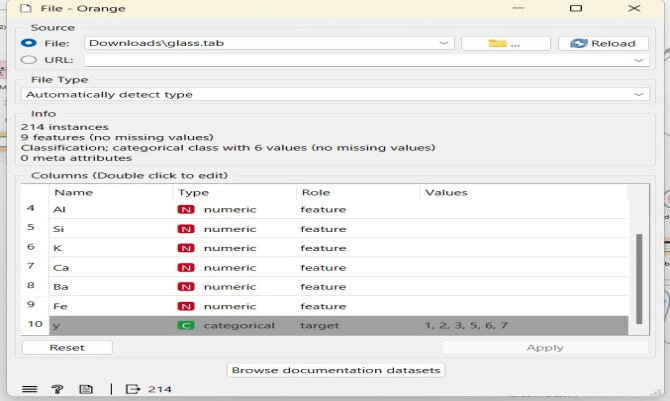 File - Orange
Source
File: Downloads\glass.tab ... Reload
URL:
File Type
Automatically detect type
Info
214 instances
9 features (no missing values)
Classification; categorical class with 6 values (no missing values)
0 meta attributes
Columns (Double click to edit)
Name Type Role Values
4 Al N numeric feature
5 Si N numeric feature
6 K N numeric feature
7 Ca N numeric feature
8 Ba N numeric feature
9 Fe N numeric feature
10 y C categorical target 1, 2, 3, 5, 6, 7
Reset Apply
Browse documentation datasets
? 214